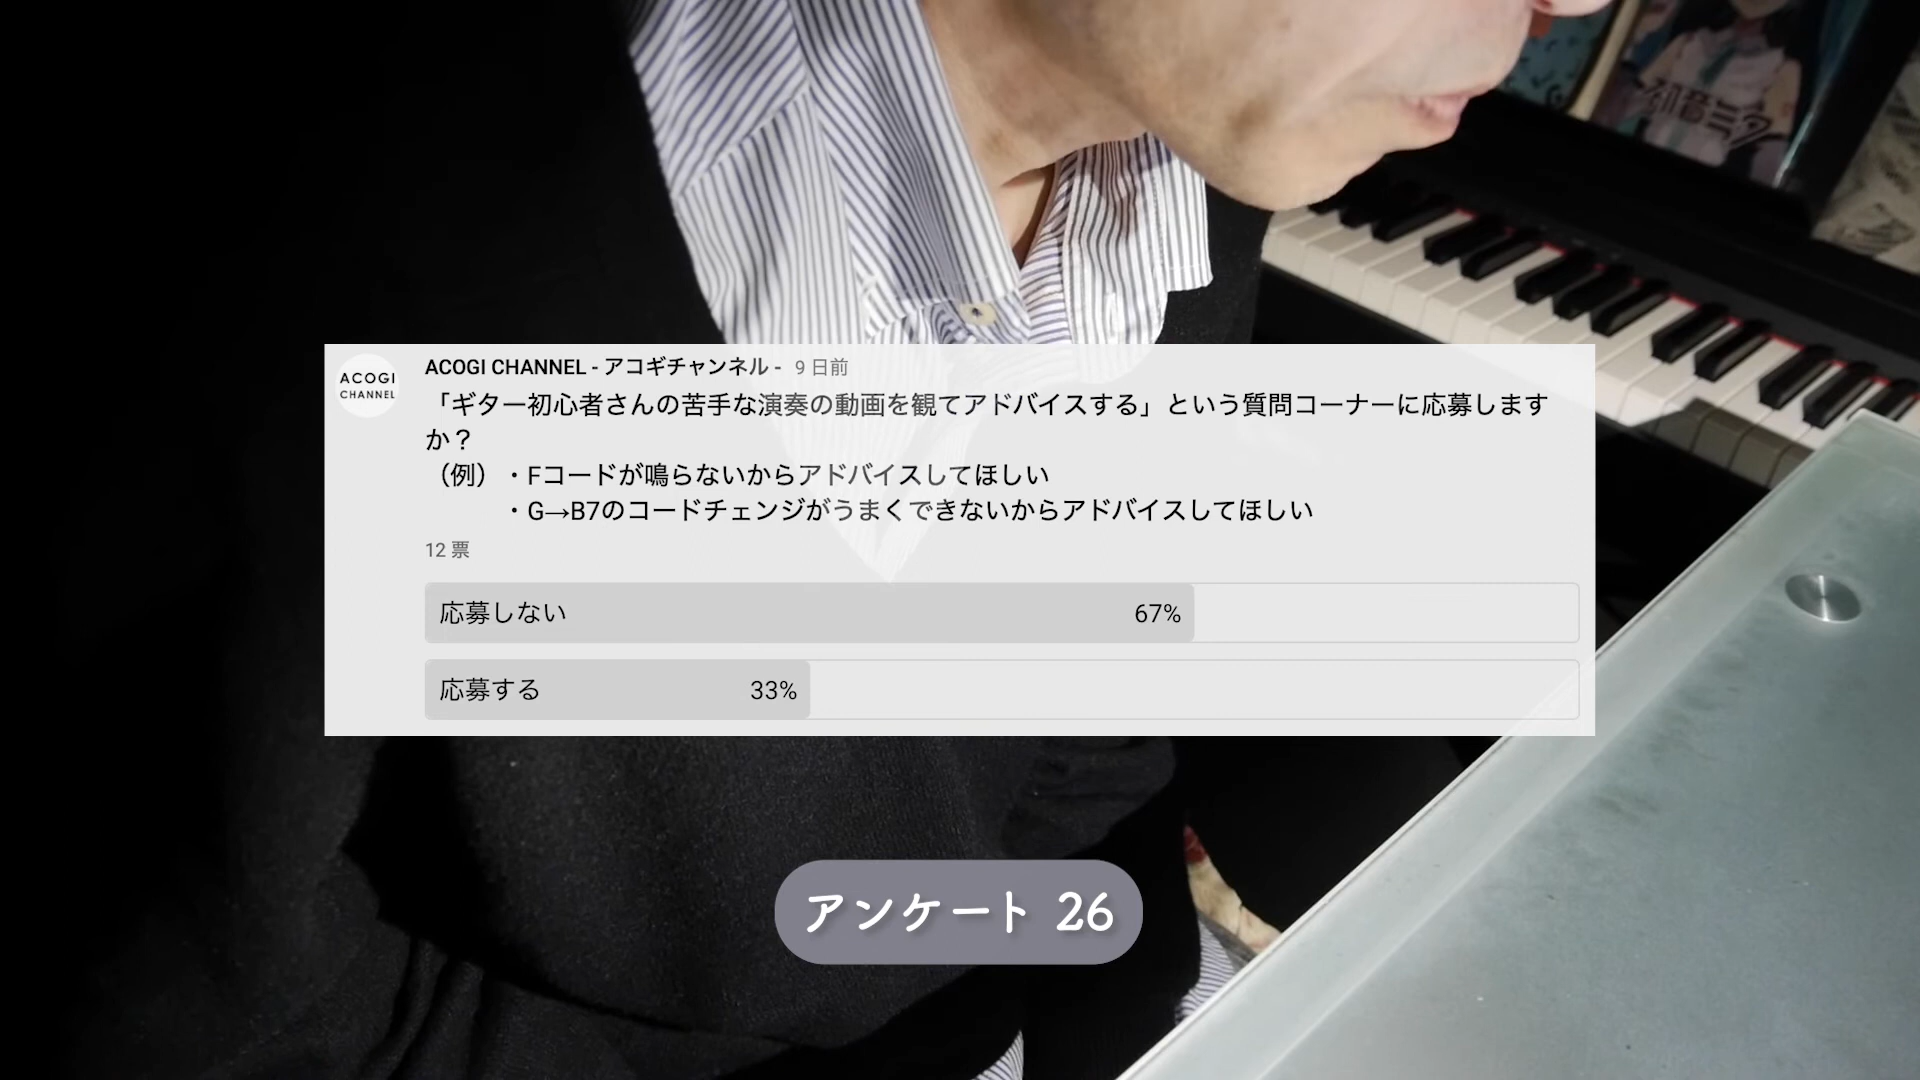 初音ミク
ACOGI
CHANNEL
ACOGI CHANNEL - アコギチャンネル - 9 日前
「ギター初心者さんの苦手な演奏の動画を観てアドバイスする」という質問コーナーに応募します
か？
（例）・Fコードが鳴らないからアドバイスしてほしい
・G→B7のコードチェンジがうまくできないからアドバイスしてほしい
12 票
応募しない 67%
応募する 33%
アンケート 26